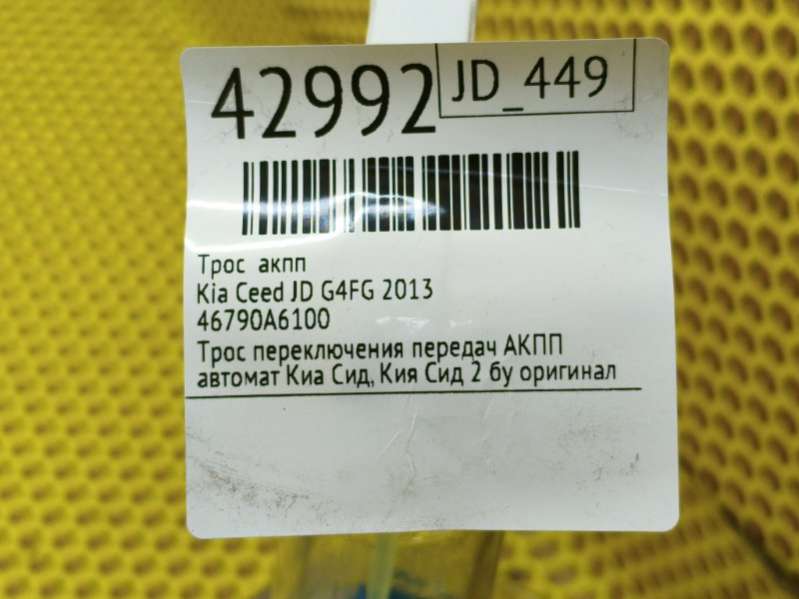 42992
JD_449
Трос акпп
Kia Ceed JD G4FG 2013
46790A6100
Трос переключения передач АКПП
автомат Киа Сид, Кия Сид 2 бу оригинал